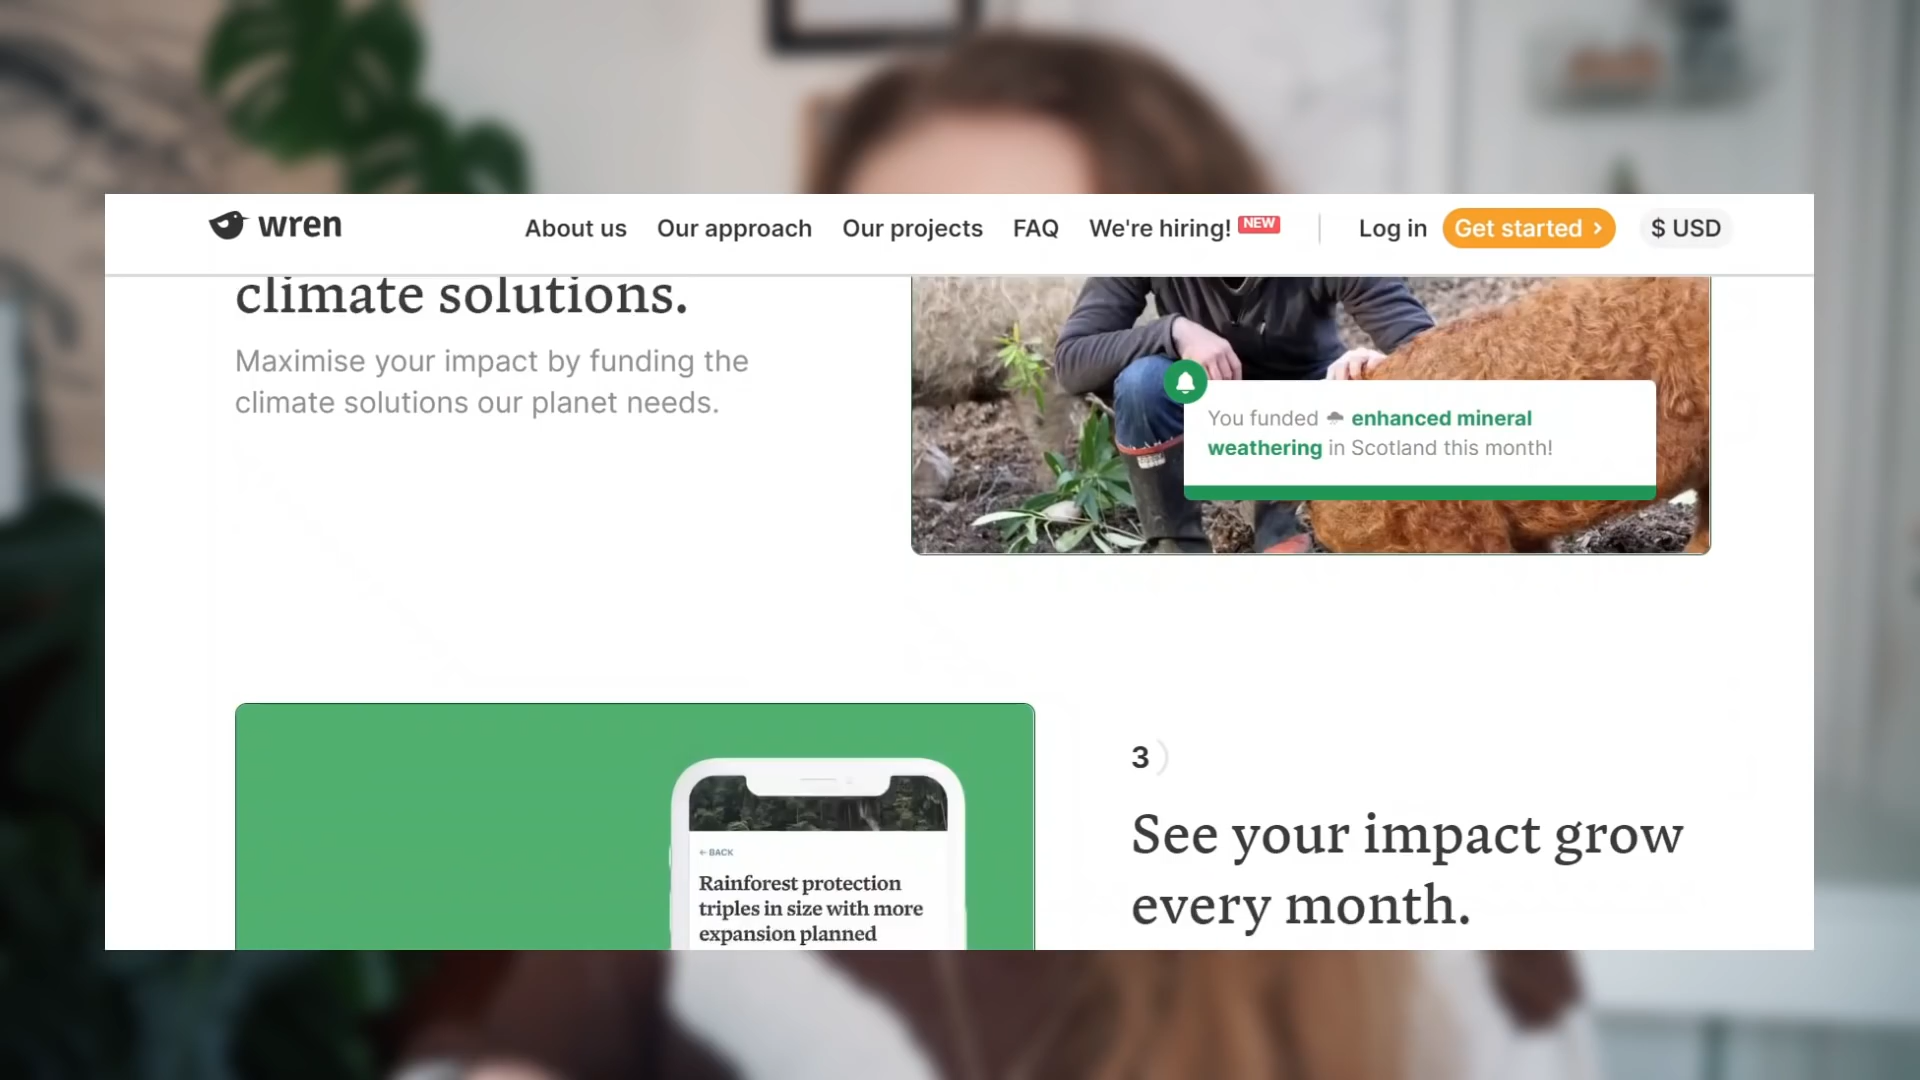 wren
About us
Our approach
Our projects
FAQ
We're hiring! NEW
Log in
Get started
$ USD
climate solutions.
Maximise your impact by funding the
climate solutions our planet needs.
You funded enhanced mineral
weathering in Scotland this month!
3
See your impact grow
every month.
← BACK
Rainforest protection
triples in size with more
expansion planned